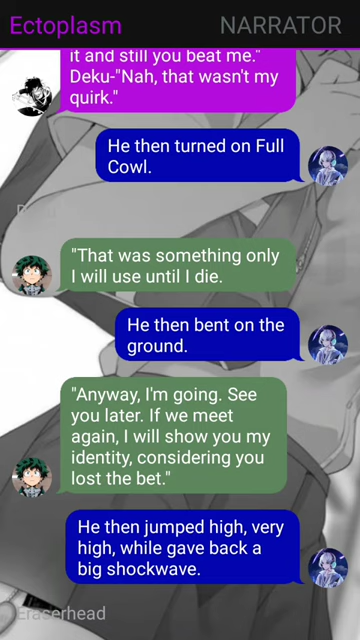 Ectoplasm NARRATOR
it and still you beat me."
Deku-"Nah, that wasn't my
quirk."
He then turned on Full
Cowl.
"That was something only
I will use until I die.
He then bent on the
ground.
"Anyway, I'm going. See
you later. If we meet
again, I will show you my
identity, considering you
lost the bet."
He then jumped high, very
high, while gave back a
big shockwave.
Eraserhead